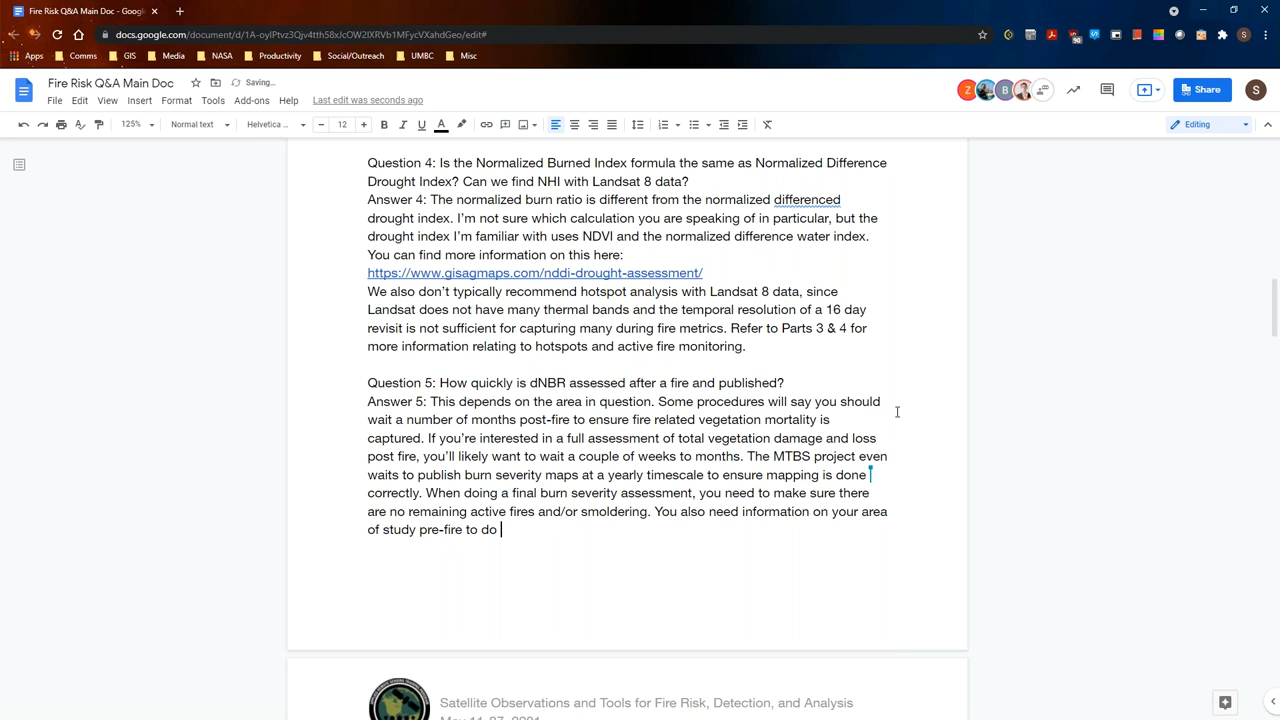 Fire Risk Q&A Main Doc - Google
docs.google.com/document/d/1A-oyIPtvz3Qjv4tth58xJcOW2IXRVb1MFycVXahdGeo/edit#
Apps Comms GIS Media NASA Productivity Social/Outreach UMBC Misc
Fire Risk Q&A Main Doc Saving...
File Edit View Insert Format Tools Add-ons Help Last edit was seconds ago
Z B Share S
125% Normal text Helvetica ... 12 B I U A Editing
Question 4: Is the Normalized Burned Index formula the same as Normalized Difference
Drought Index? Can we find NHI with Landsat 8 data?
Answer 4: The normalized burn ratio is different from the normalized differenced
drought index. I'm not sure which calculation you are speaking of in particular, but the
drought index I'm familiar with uses NDVI and the normalized difference water index.
You can find more information on this here:
https://www.gisagmaps.com/nddi-drought-assessment/
We also don't typically recommend hotspot analysis with Landsat 8 data, since
Landsat does not have many thermal bands and the temporal resolution of a 16 day
revisit is not sufficient for capturing many during fire metrics. Refer to Parts 3 & 4 for
more information relating to hotspots and active fire monitoring.
Question 5: How quickly is dNBR assessed after a fire and published?
Answer 5: This depends on the area in question. Some procedures will say you should
wait a number of months post-fire to ensure fire related vegetation mortality is
captured. If you're interested in a full assessment of total vegetation damage and loss
post fire, you'll likely want to wait a couple of weeks to months. The MTBS project even
waits to publish burn severity maps at a yearly timescale to ensure mapping is done
correctly. When doing a final burn severity assessment, you need to make sure there
are no remaining active fires and/or smoldering. You also need information on your area
of study pre-fire to do
Satellite Observations and Tools for Fire Risk, Detection, and Analysis
May 11-27, 2021